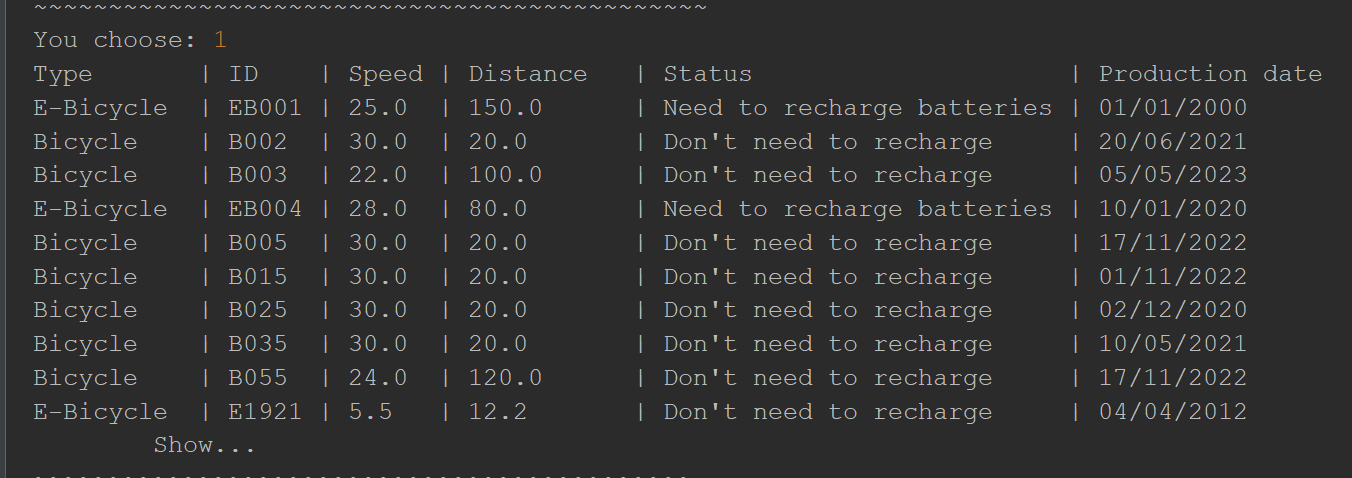 ~~~~~~~~~~~~~~~~~~~~~~~~~~~~~~~~~~~~~~~~~~~~~
You choose: 1
Type       | ID    | Speed | Distance   | Status                     | Production date
E-Bicycle  | EB001 | 25.0  | 150.0      | Need to recharge batteries | 01/01/2000
Bicycle    | B002  | 30.0  | 20.0       | Don't need to recharge     | 20/06/2021
Bicycle    | B003  | 22.0  | 100.0      | Don't need to recharge     | 05/05/2023
E-Bicycle  | EB004 | 28.0  | 80.0       | Need to recharge batteries | 10/01/2020
Bicycle    | B005  | 30.0  | 20.0       | Don't need to recharge     | 17/11/2022
Bicycle    | B015  | 30.0  | 20.0       | Don't need to recharge     | 01/11/2022
Bicycle    | B025  | 30.0  | 20.0       | Don't need to recharge     | 02/12/2020
Bicycle    | B035  | 30.0  | 20.0       | Don't need to recharge     | 10/05/2021
Bicycle    | B055  | 24.0  | 120.0      | Don't need to recharge     | 17/11/2022
E-Bicycle  | E1921 | 5.5   | 12.2       | Don't need to recharge     | 04/04/2012
        Show...
~~~~~~~~~~~~~~~~~~~~~~~~~~~~~~~~~~~~~~~~~~~~